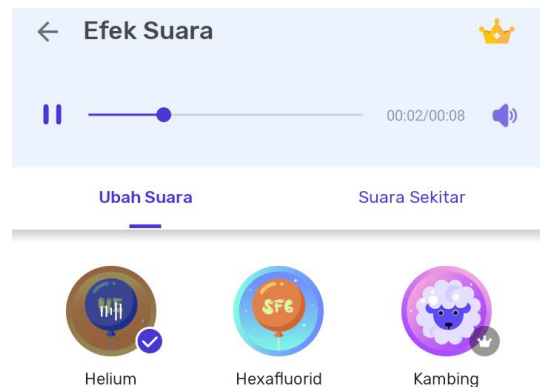 Efek Suara
00:02/00:08
Ubah Suara Suara Sekitar
SF6
Helium Hexafluorid Kambing